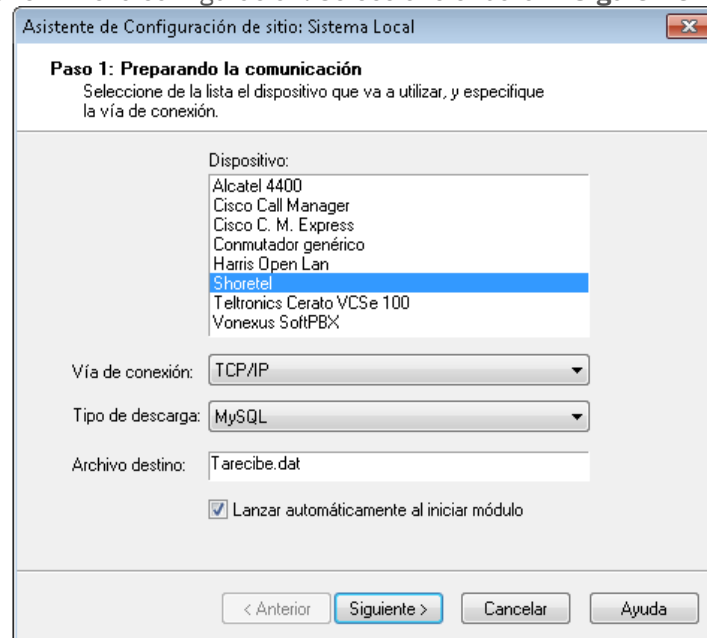 Asistente de Configuración de sitio: Sistema Local
Paso 1: Preparando la comunicación
Seleccione de la lista el dispositivo que va a utilizar, y especifique
la vía de conexión.
Dispositivo:
Alcatel 4400
Cisco Call Manager
Cisco C. M. Express
Conmutador genérico
Harris Open Lan
Shoretel
Teltronics Cerato VCSe 100
Vonexus SoftPBX
Vía de conexión: TCP/IP
Tipo de descarga: MySQL
Archivo destino: Tarecibe.dat
Lanzar automáticamente al iniciar módulo
< Anterior Siguiente > Cancelar Ayuda